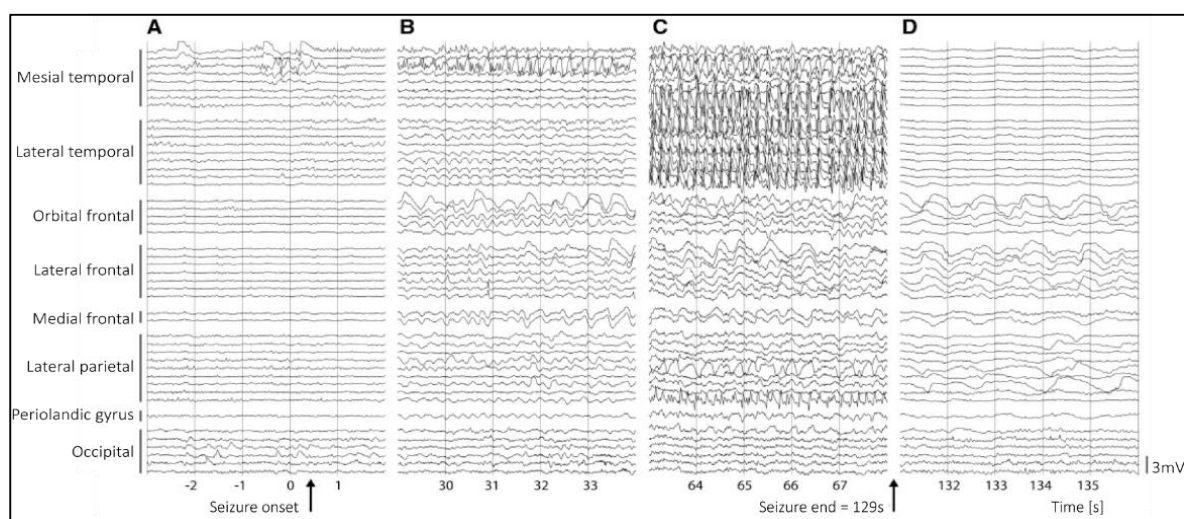 A B C D
Mesial temporal
Lateral temporal
Orbital frontal
Lateral frontal
Medial frontal
Lateral parietal
Periolandic gyrus
Occipital
3mV
-2 -1 0 1 30 31 32 33 64 65 66 67 132 133 134 135
Seizure onset Seizure end = 129s Time [s]